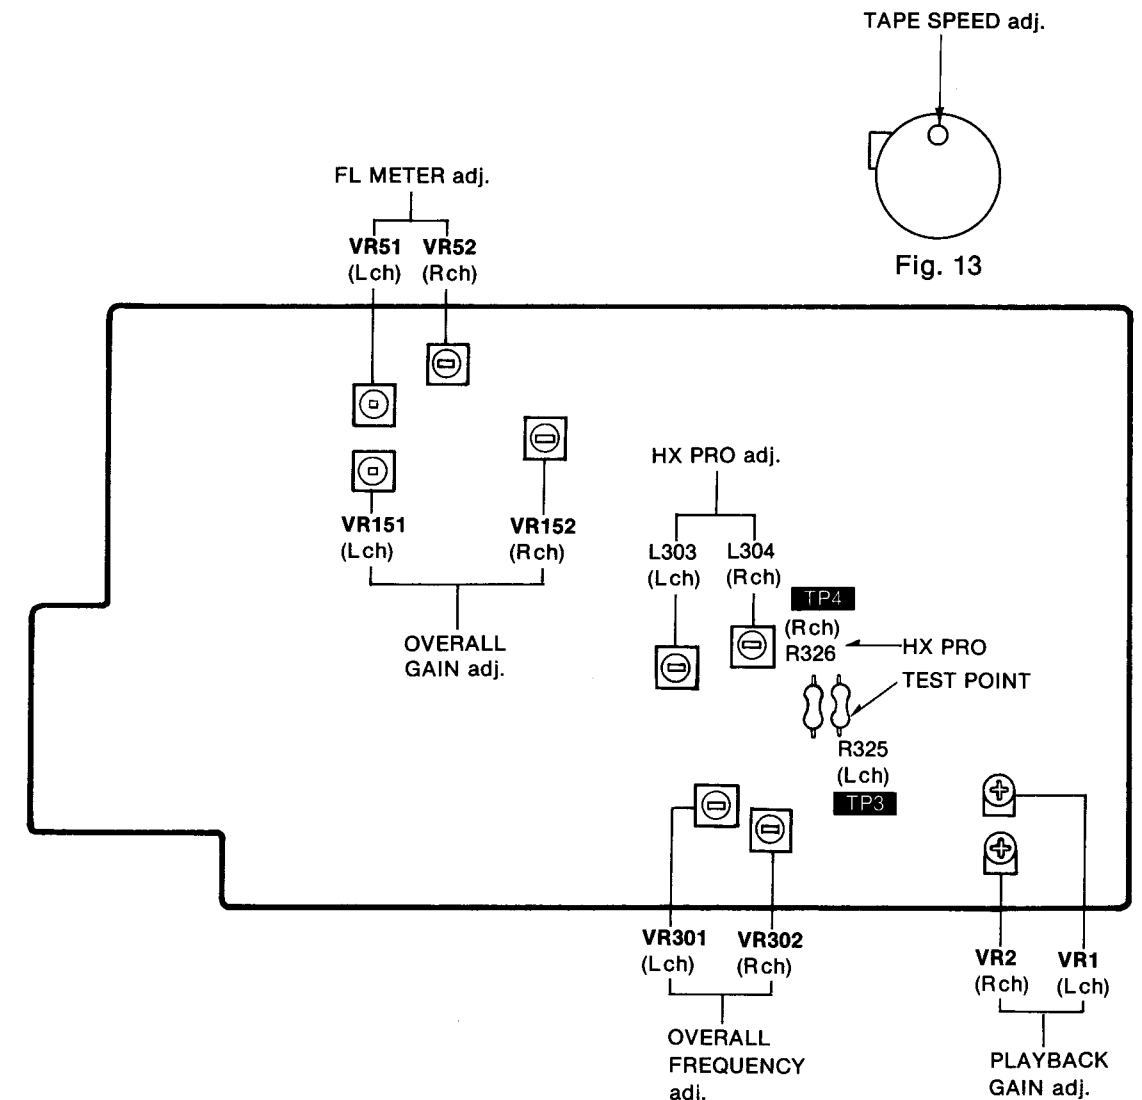 TAPE SPEED adj.
Fig. 13
FL METER adj.
VR51 VR52
(Lch) (Rch)
HX PRO adj.
VR151 VR152
(Lch) (Rch)
OVERALL
GAIN adj.
L303 L304
(Lch) (Rch)
TP4
(Rch)
R326
HX PRO
TEST POINT
R325
(Lch)
TP3
VR301 VR302
(Lch) (Rch)
OVERALL
FREQUENCY
adj.
VR2 VR1
(Rch) (Lch)
PLAYBACK
GAIN adj.